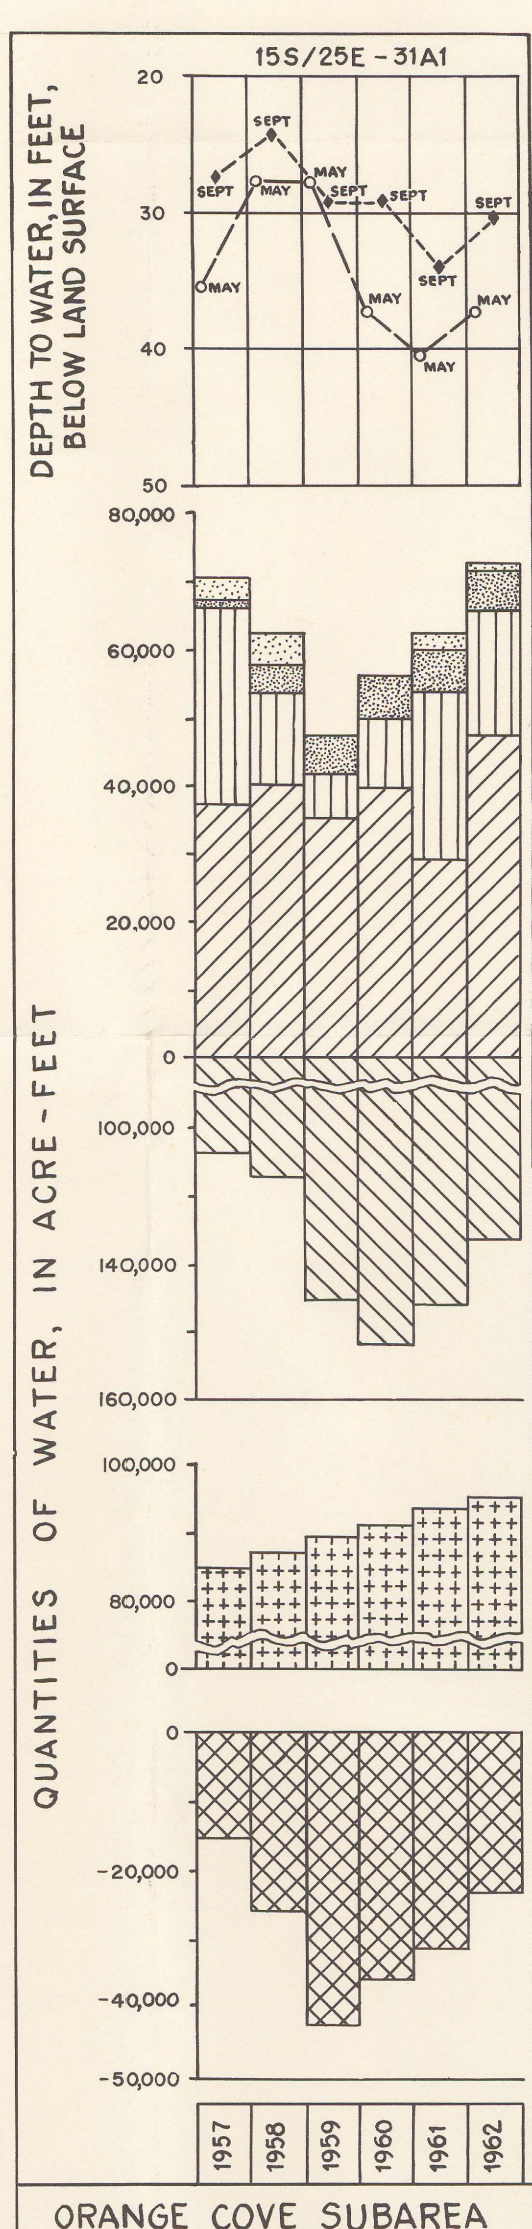 15S/25E - 31A1
DEPTH TO WATER, IN FEET,
BELOW LAND SURFACE
20
30
40
50
SEPT
SEPT
MAY
MAY
SEPT
SEPT
SEPT
MAY
MAY
MAY
SEPT
MAY
QUANTITIES OF WATER, IN ACRE-FEET
80,000
60,000
40,000
20,000
0
100,000
140,000
160,000
100,000
80,000
0
0
-20,000
-40,000
-50,000
1957
1958
1959
1960
1961
1962
ORANGE COVE SUBAREA